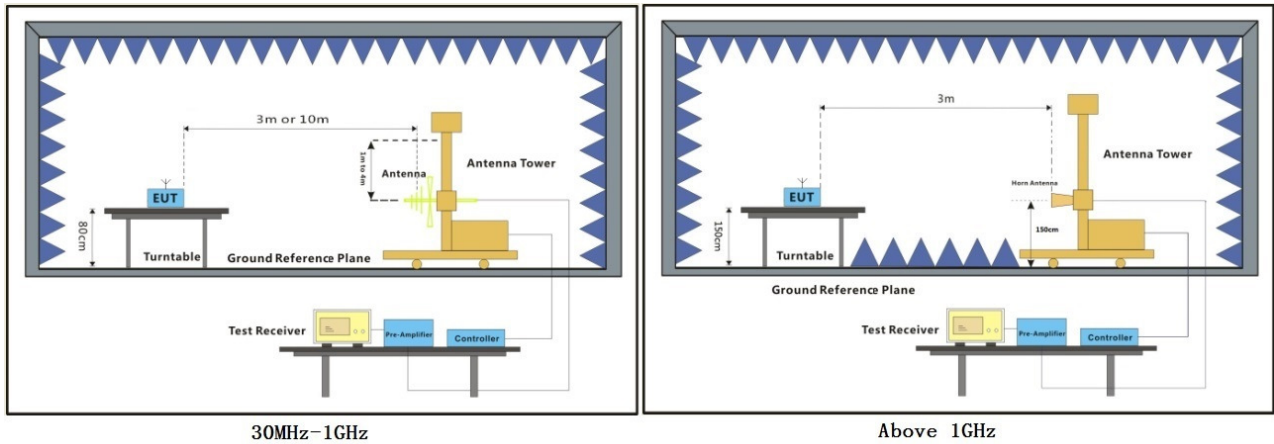 3m or 10m
1m to 4m
Antenna
Antenna Tower
EUT
80cm
Turntable
Ground Reference Plane
Test Receiver
Pre-Amplifier
Controller
30MHz-1GHz
3m
Antenna Tower
Horn Antenna
EUT
150cm
150cm
Turntable
Ground Reference Plane
Test Receiver
Pre-Amplifier
Controller
Above 1GHz